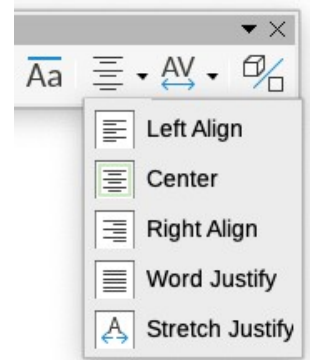 Aa AV
Left Align
Center
Right Align
Word Justify
A Stretch Justify